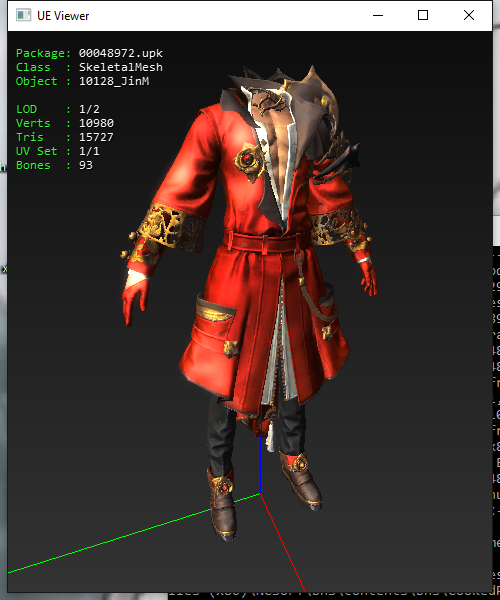 UE Viewer
Package: 00048972.upk
Class  : SkeletalMesh
Object : 10128_JinM
LOD    : 1/2
Verts  : 10980
Tris   : 15727
UV Set : 1/1
Bones  : 93